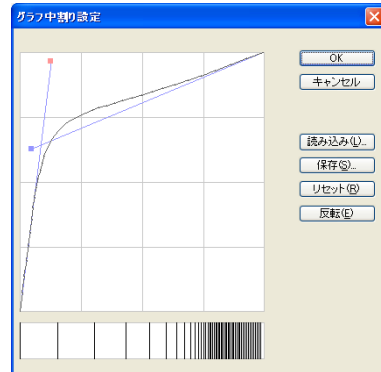 グラフ中割り設定
OK
キャンセル
読み込み(L)...
保存(S)...
リセット(R)
反転(E)